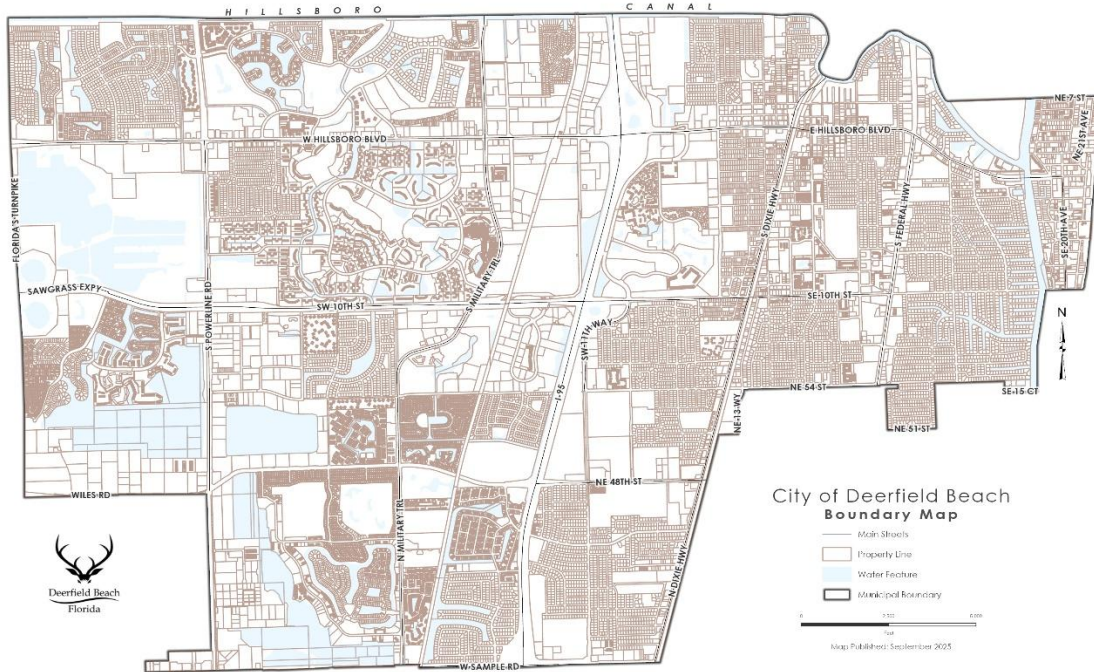 HILLSBORO CANAL
NE 7 ST
NE 21ST AVE
W HILLSBORO BLVD
E HILLSBORO BLVD
FLORIDA'S TURNPIKE
S DIXIE HWY
S FEDERAL HWY
SE 20TH AVE
SAWGRASS EXPY
S POWERLINE RD
SW 10TH ST
S MILITARY TRL
SE 10TH ST
SW 11TH WAY
N
I-95
NE 54 ST
SE 15 CT
NE 13 WY
NE 51 ST
WILES RD
NE 48TH ST
N MILITARY TRL
N DIXIE HWY
W SAMPLE RD
Deerfield Beach
Florida
City of Deerfield Beach
Boundary Map
Main Streets
Property Line
Water Feature
Municipal Boundary
Feet
Map Published: September 2025